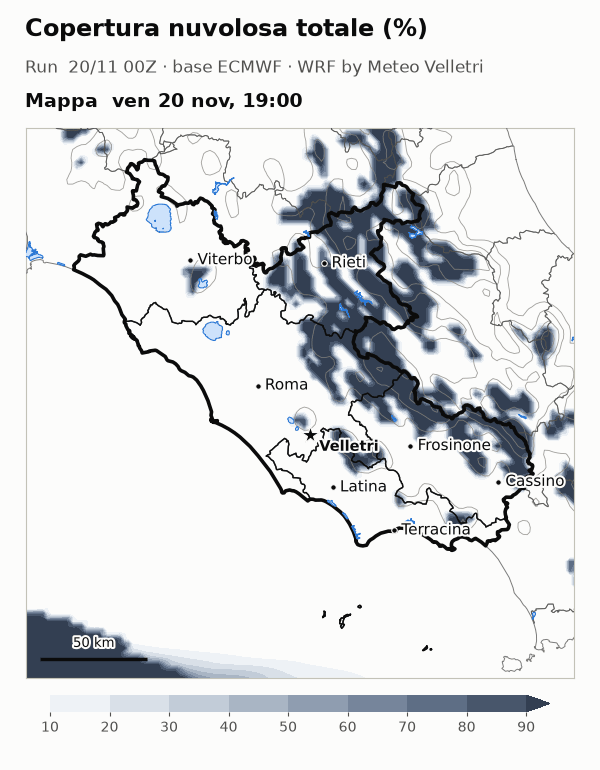 Copertura nuvolosa totale (%)
Run 20/11 00Z · base ECMWF · WRF by Meteo Velletri
Mappa ven 20 nov, 19:00
Viterbo
Rieti
Roma
Velletri
Frosinone
Latina
Cassino
Terracina
50 km
10 20 30 40 50 60 70 80 90